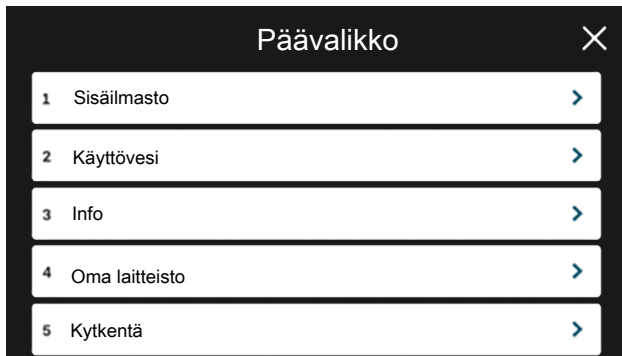 Päävalikko
1 Sisäilmasto
2 Käyttövesi
3 Info
4 Oma laitteisto
5 Kytkentä